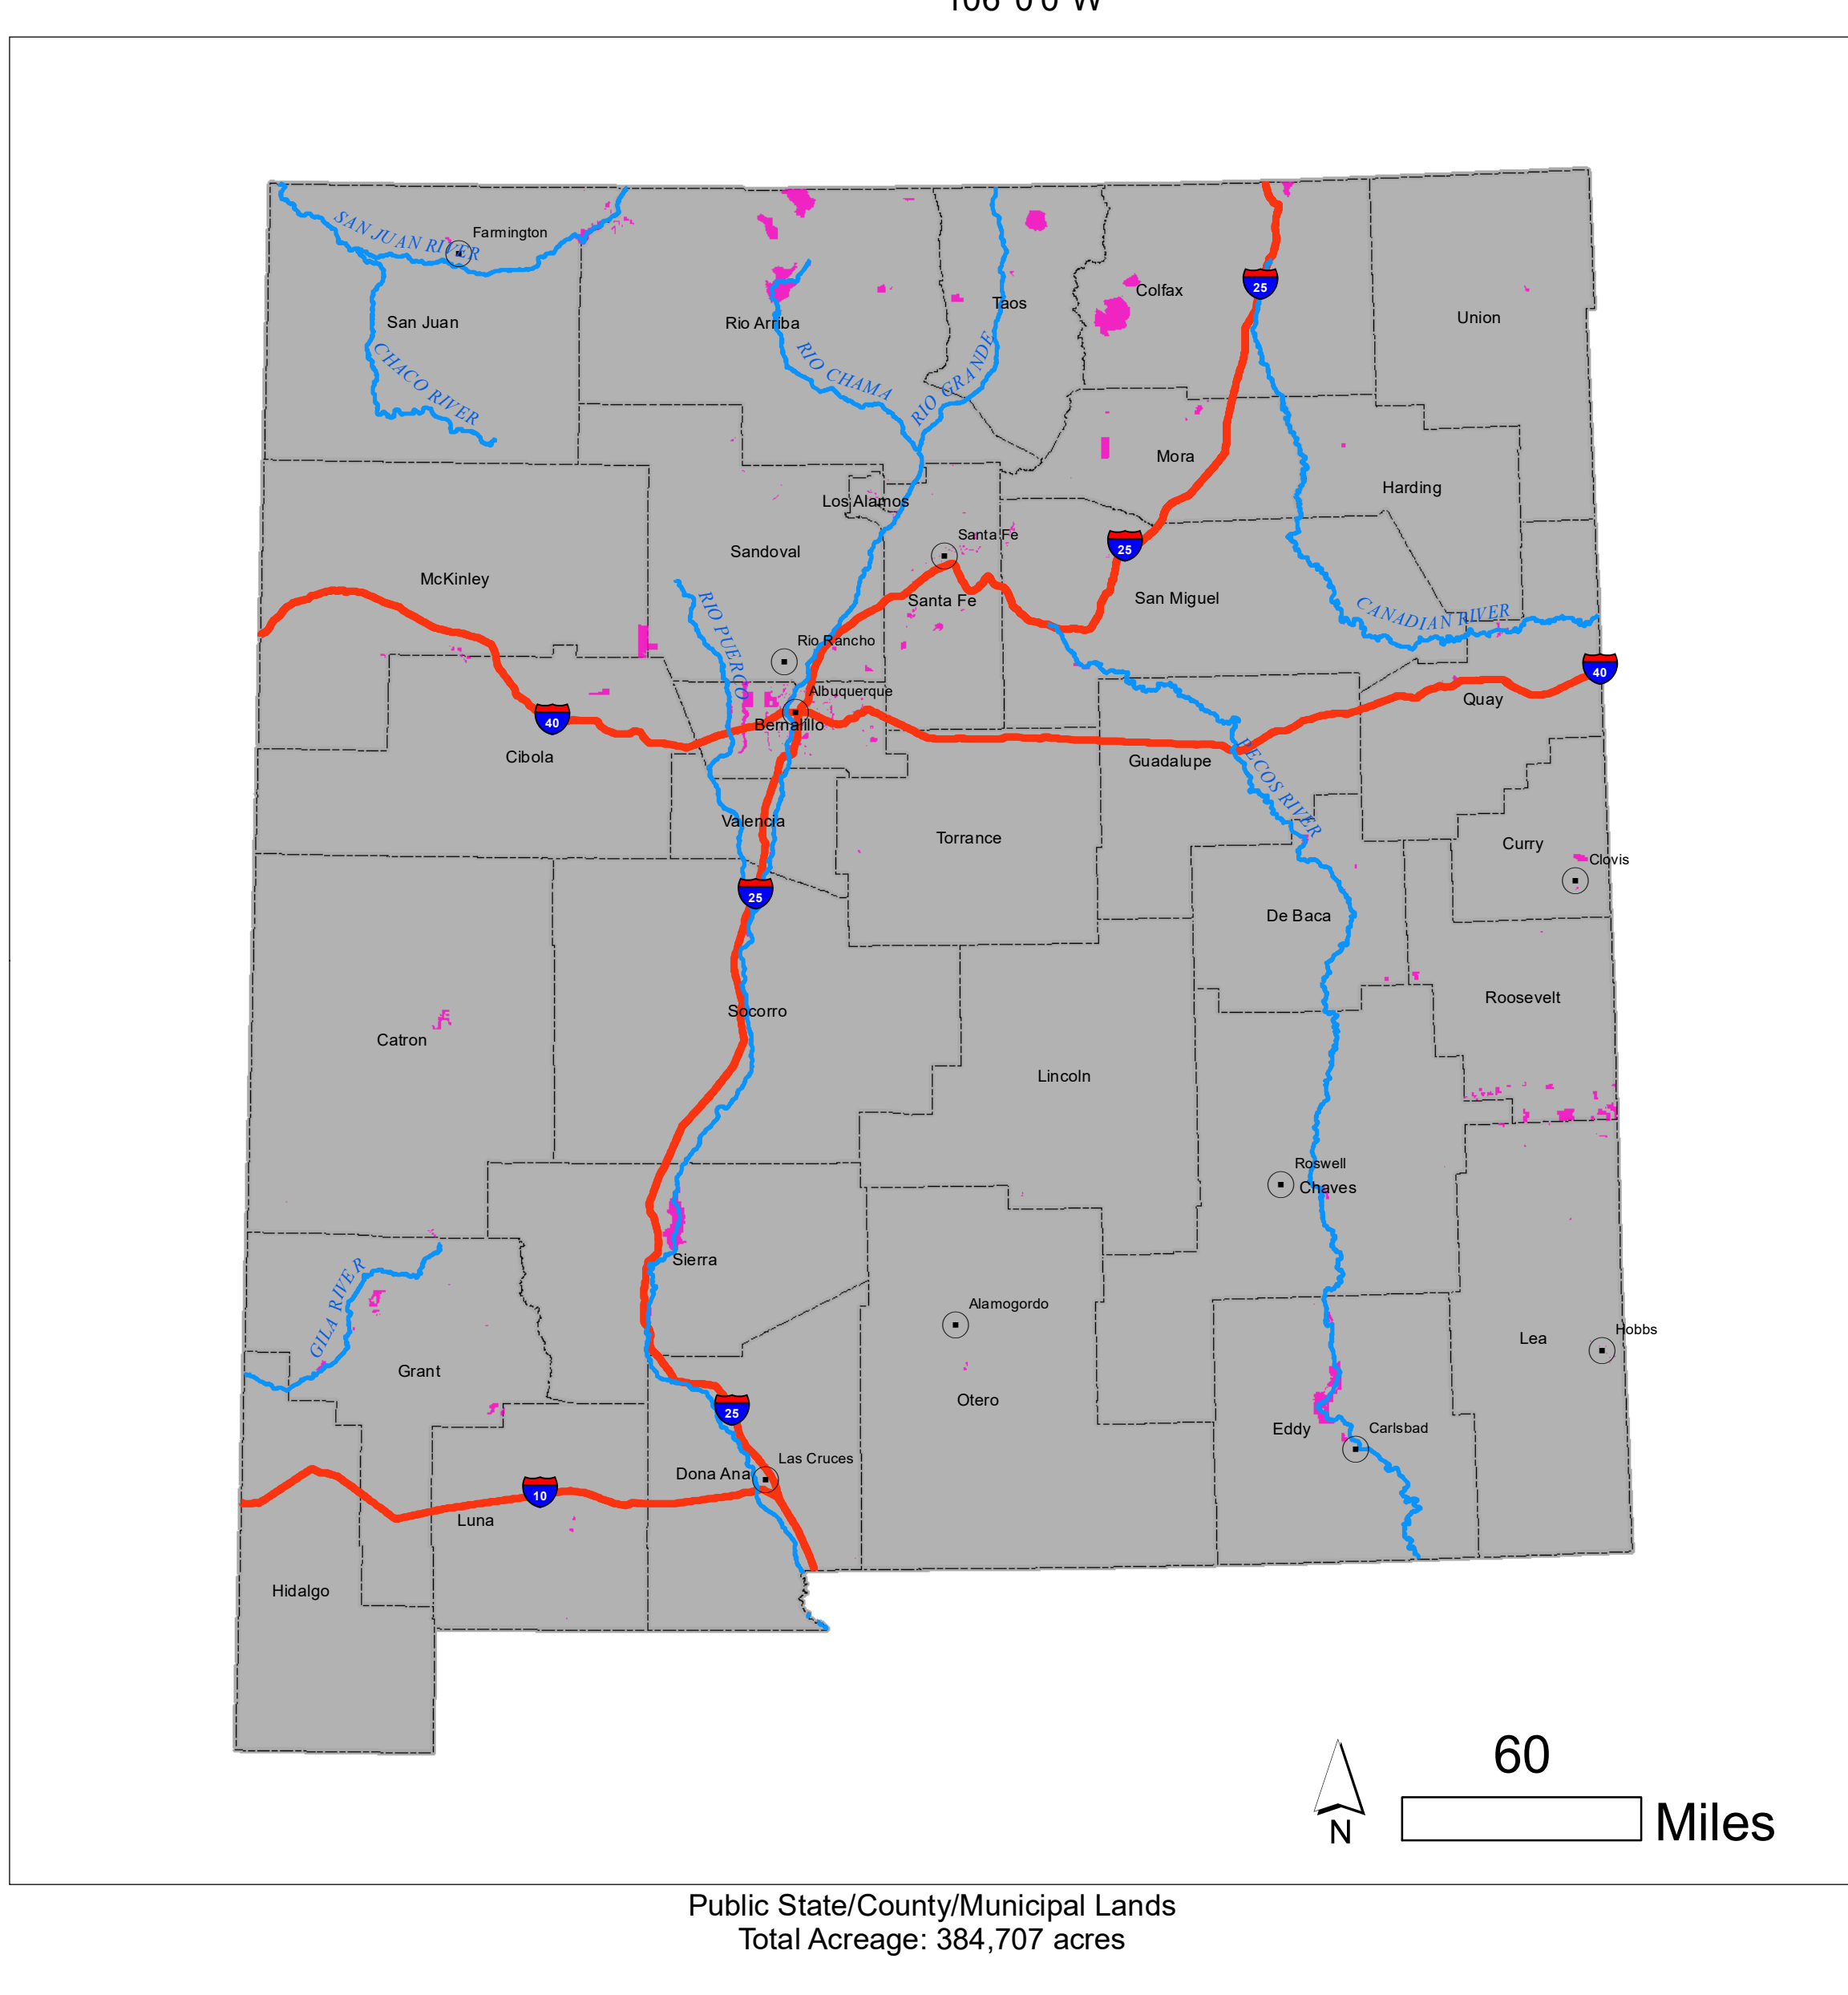 SAN JUAN RIVER
Farmington
San Juan
CHACO RIVER
Rio Arriba
RIO CHAMA
RIO GRANDE
Taos
Colfax
25
Union
Mora
Harding
Los Alamos
Sandoval
Santa Fe
Santa Fe
25
San Miguel
McKinley
CANADIAN RIVER
RIO PUERCO
Rio Rancho
Albuquerque
Bernalillo
40
Quay
40
Cibola
Guadalupe
PECOS RIVER
Valencia
Torrance
Curry
Clovis
25
De Baca
Roosevelt
Socorro
Catron
Lincoln
Roswell
Chaves
Sierra
GILA RIVER
Alamogordo
Lea
Hobbs
Grant
Otero
25
Eddy
Carlsbad
Las Cruces
Dona Ana
10
Luna
Hidalgo
60
N
Miles
Public State/County/Municipal Lands
Total Acreage: 384,707 acres